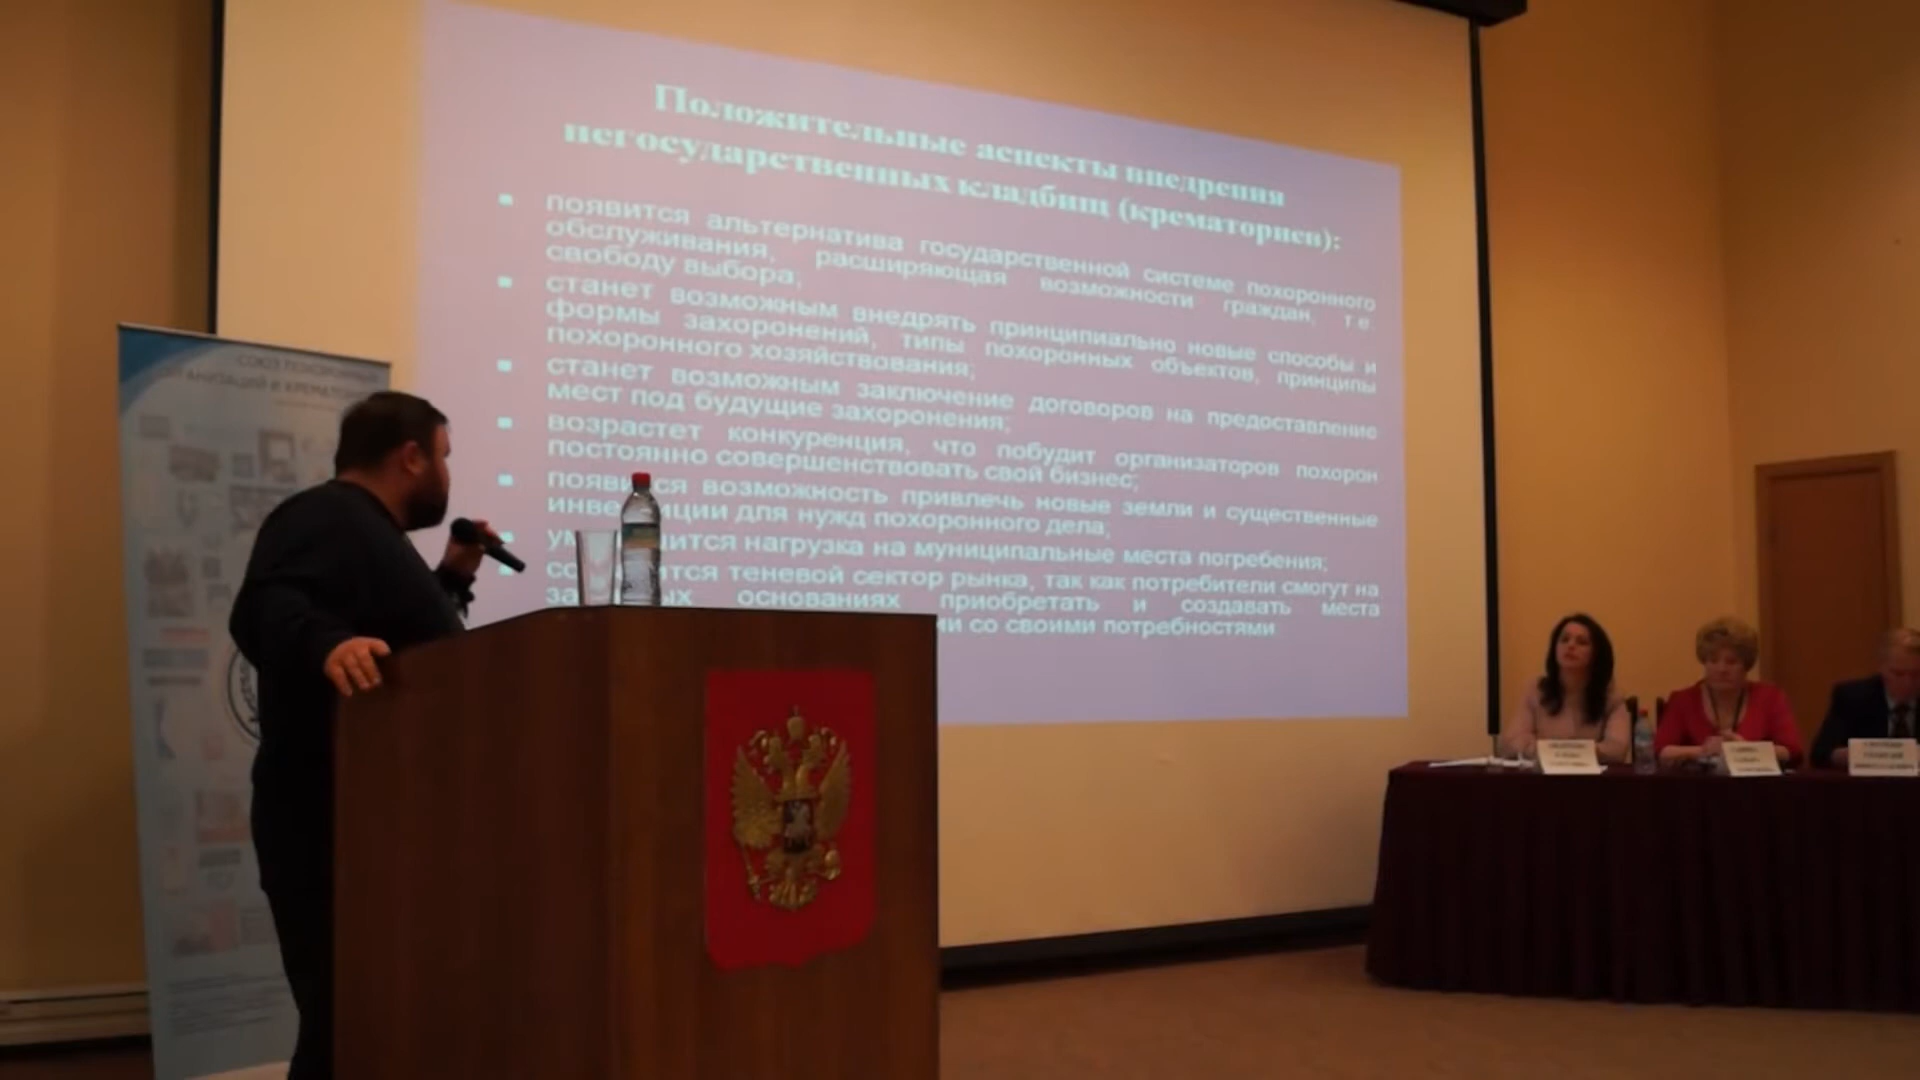 Положительные аспекты внедрения
негосударственных кладбищ (крематориев):
появится альтернатива государственной системе похоронного
обслуживания, расширяющая возможности граждан, т.е.
свободу выбора;
станет возможным внедрять принципиально новые способы и
формы захоронений, типы похоронных объектов, принципы
похоронного хозяйствования;
станет возможным заключение договоров на предоставление
мест под будущие захоронения;
возрастет конкуренция, что побудит организаторов похорон
постоянно совершенствовать свой бизнес;
возможность привлечь новые земли и существенные
для нужд похоронного дела;
нагрузка на муниципальные места погребения;
теневой сектор рынка, так как потребители смогут на
основаниях приобретать и создавать места
со своими потребностями
СОЮЗ ПОХОРОННЫХ